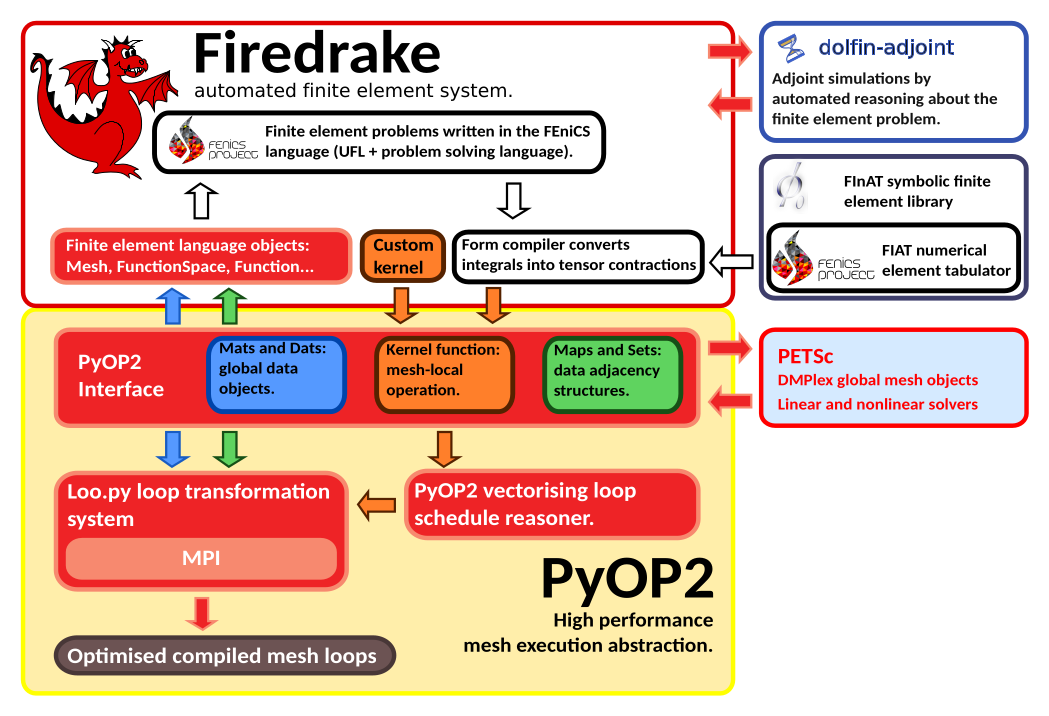 Firedrake
automated finite element system.
FENICS
PROJECT
Finite element problems written in the FEniCS
language (UFL + problem solving language).
dolfin-adjoint
Adjoint simulations by
automated reasoning about the
finite element problem.
FInAT symbolic finite
element library
FENICS
PROJECT
FIAT numerical
element tabulator
Finite element language objects:
Mesh, FunctionSpace, Function...
Custom
kernel
Form compiler converts
integrals into tensor contractions
PyOP2
Interface
Mats and Dats:
global data
objects.
Kernel function:
mesh-local
operation.
Maps and Sets:
data adjacency
structures.
PETSc
DMPlex global mesh objects
Linear and nonlinear solvers
Loo.py loop transformation
system
MPI
PyOP2 vectorising loop
schedule reasoner.
PyOP2
High performance
mesh execution abstraction.
Optimised compiled mesh loops